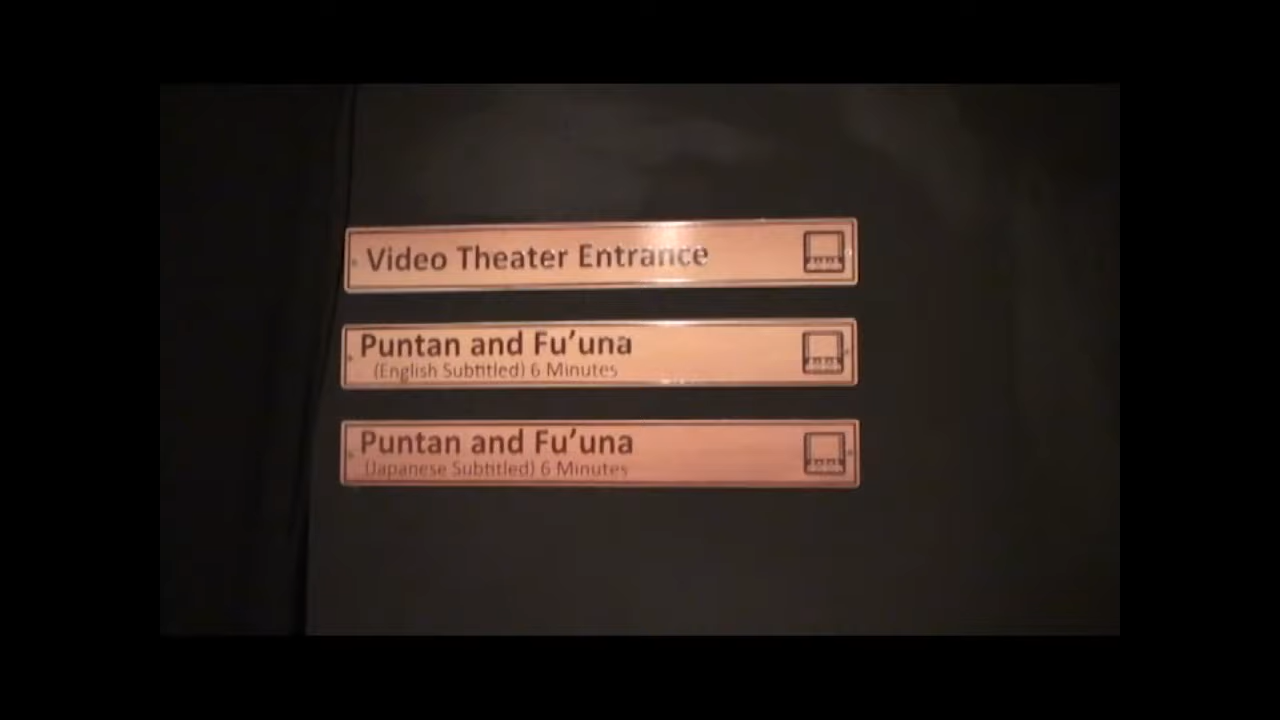 Video Theater Entrance
Puntan and Fu’una
(English Subtitled) 6 Minutes
Puntan and Fu’una
(Japanese Subtitled) 6 Minutes